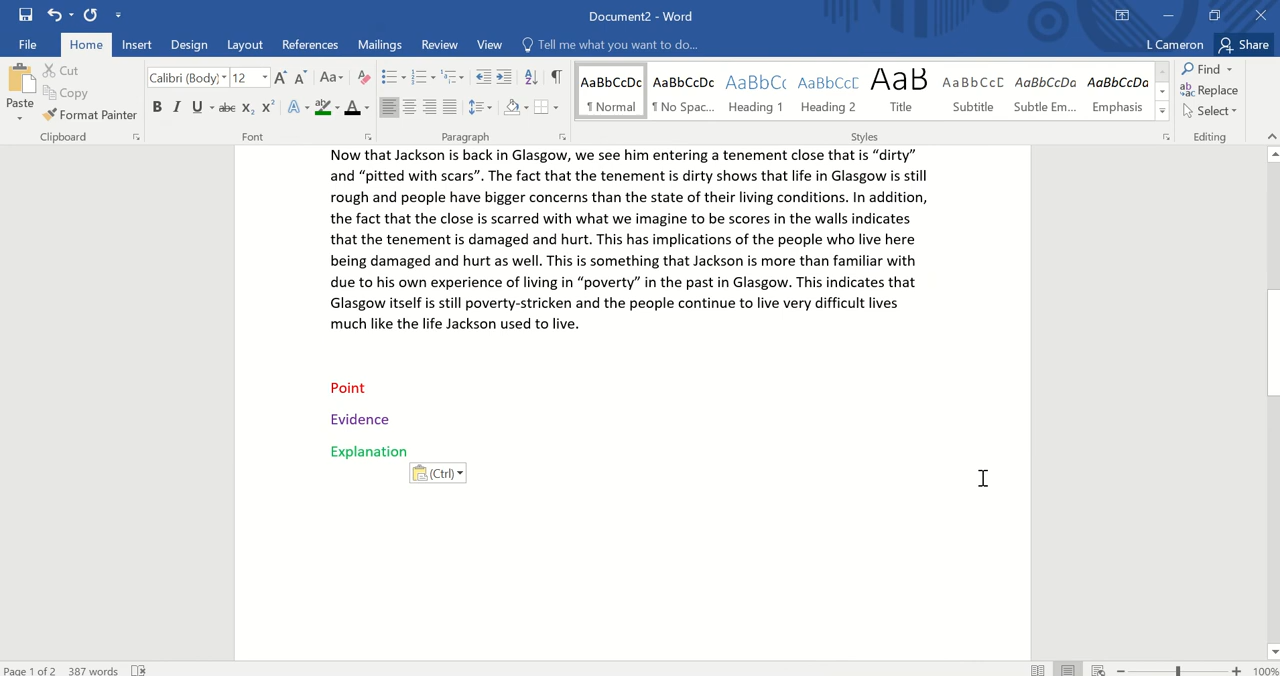 Document2 - Word
File Home Insert Design Layout References Mailings Review View Tell me what you want to do... L Cameron Share
Paste Cut Copy Format Painter
Calibri (Body) 12
AaBbCcDc AaBbCcDc AaBbC( AaBbCcE AaB AaBbCcD AaBbCcDa AaBbCcDa
¶ Normal ¶ No Spac... Heading 1 Heading 2 Title Subtitle Subtle Em... Emphasis
Find Replace Select
Clipboard Font Paragraph Styles Editing
Now that Jackson is back in Glasgow, we see him entering a tenement close that is “dirty”
and “pitted with scars”. The fact that the tenement is dirty shows that life in Glasgow is still
rough and people have bigger concerns than the state of their living conditions. In addition,
the fact that the close is scarred with what we imagine to be scores in the walls indicates
that the tenement is damaged and hurt. This has implications of the people who live here
being damaged and hurt as well. This is something that Jackson is more than familiar with
due to his own experience of living in “poverty” in the past in Glasgow. This indicates that
Glasgow itself is still poverty-stricken and the people continue to live very difficult lives
much like the life Jackson used to live.
Point
Evidence
Explanation
(Ctrl)
Page 1 of 2 387 words 100%